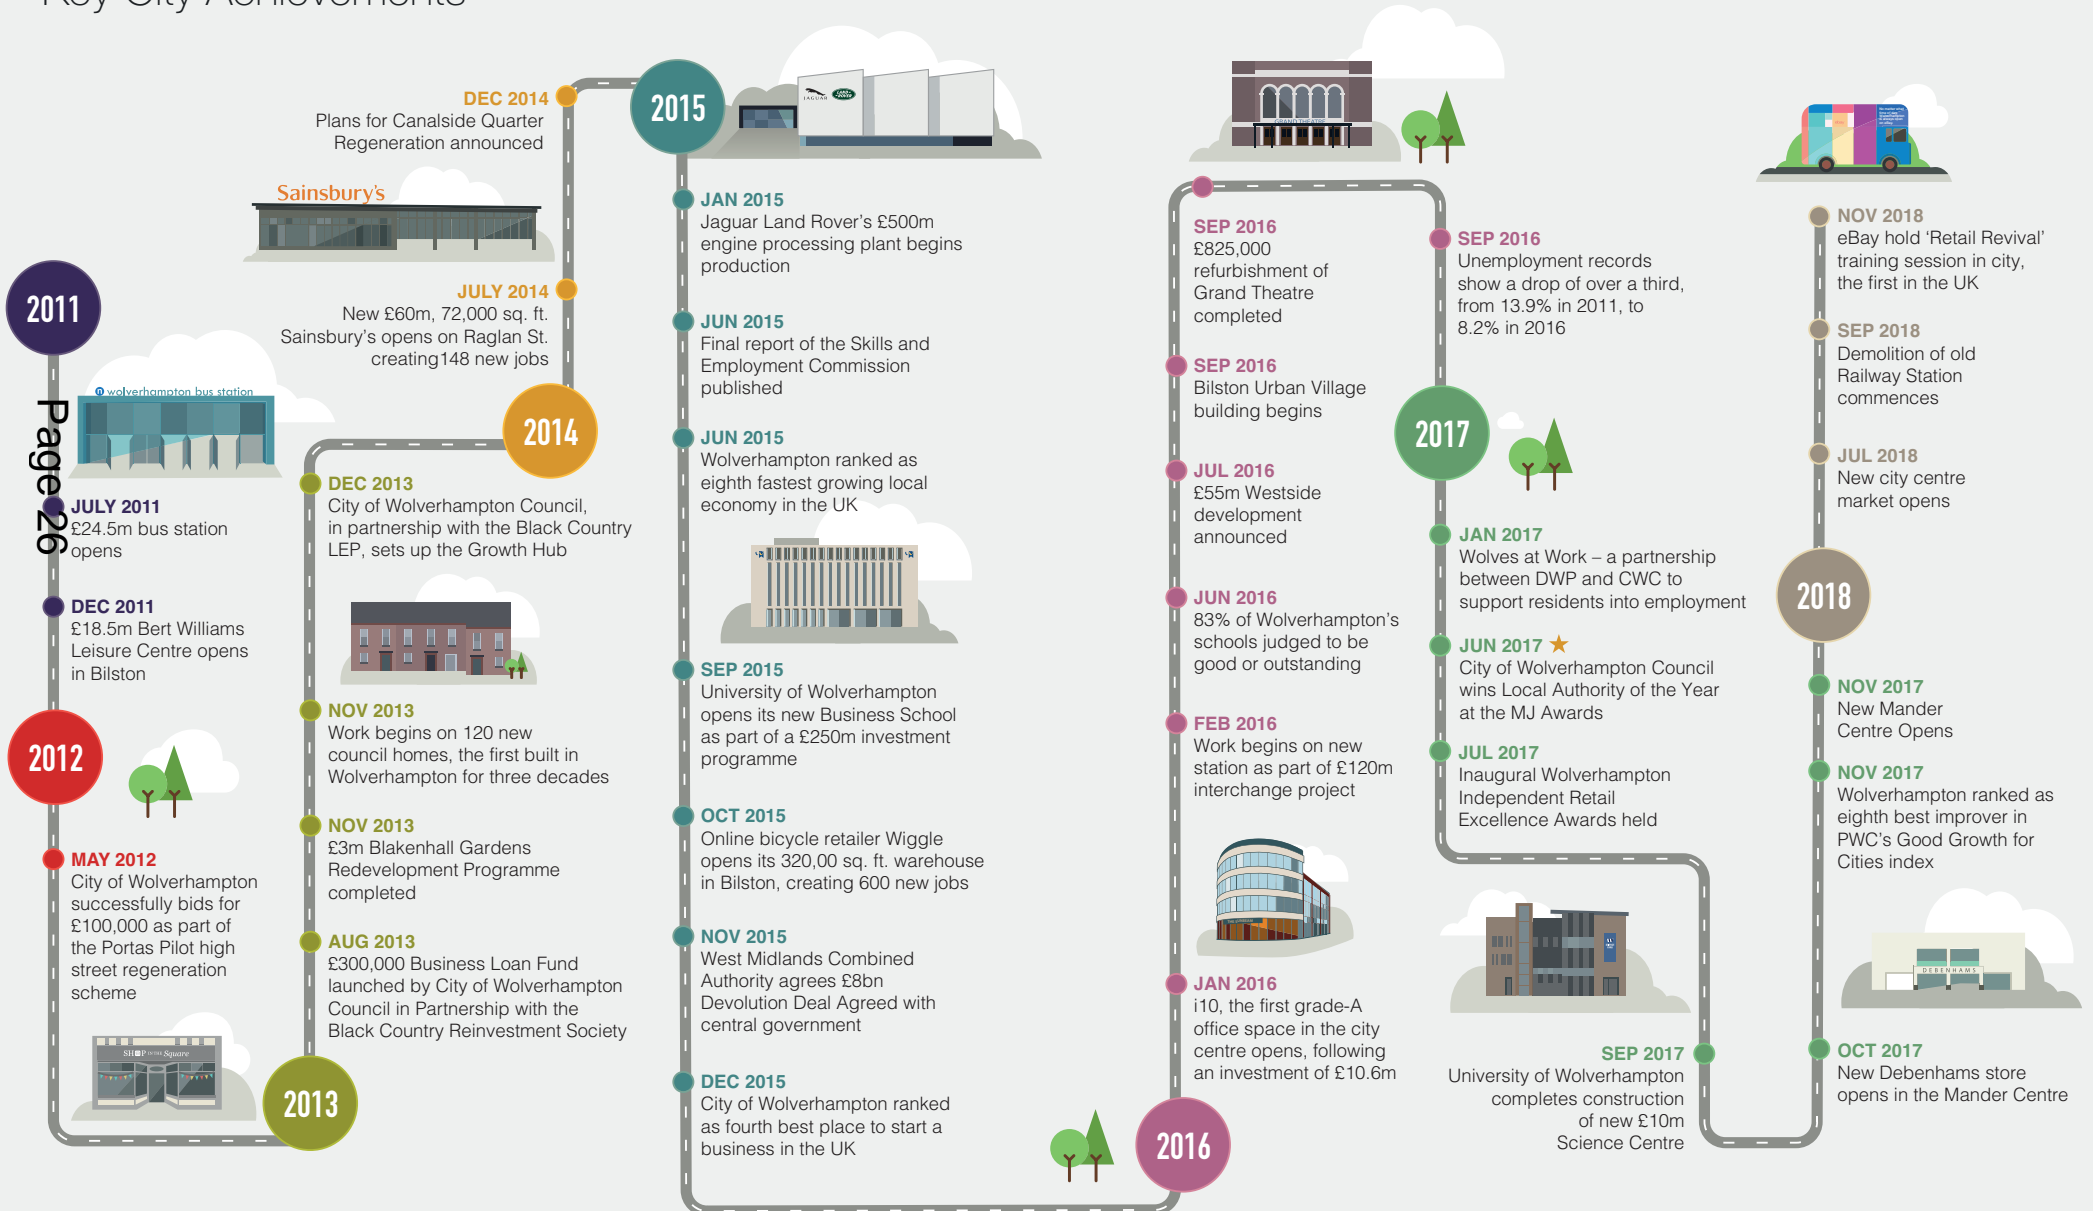 Key City Achievements
2011
wolverhampton bus station
Page 26
JULY 2011
£24.5m bus station
opens
DEC 2011
£18.5m Bert Williams
Leisure Centre opens
in Bilston
2012
MAY 2012
City of Wolverhampton
successfully bids for
£100,000 as part of
the Portas Pilot high
street regeneration
scheme
SHOP IN THE Square
2013
AUG 2013
£300,000 Business Loan Fund
launched by City of Wolverhampton
Council in Partnership with the
Black Country Reinvestment Society
NOV 2013
£3m Blakenhall Gardens
Redevelopment Programme
completed
NOV 2013
Work begins on 120 new
council homes, the first built in
Wolverhampton for three decades
DEC 2013
City of Wolverhampton Council,
in partnership with the Black Country
LEP, sets up the Growth Hub
2014
JULY 2014
New £60m, 72,000 sq. ft.
Sainsbury's opens on Raglan St.
creating148 new jobs
Sainsbury's
DEC 2014
Plans for Canalside Quarter
Regeneration announced
2015
JAGUAR
LAND ROVER
JAN 2015
Jaguar Land Rover's £500m
engine processing plant begins
production
JUN 2015
Final report of the Skills and
Employment Commission
published
JUN 2015
Wolverhampton ranked as
eighth fastest growing local
economy in the UK
SEP 2015
University of Wolverhampton
opens its new Business School
as part of a £250m investment
programme
OCT 2015
Online bicycle retailer Wiggle
opens its 320,00 sq. ft. warehouse
in Bilston, creating 600 new jobs
NOV 2015
West Midlands Combined
Authority agrees £8bn
Devolution Deal Agreed with
central government
DEC 2015
City of Wolverhampton ranked
as fourth best place to start a
business in the UK
2016
JAN 2016
i10, the first grade-A
office space in the city
centre opens, following
an investment of £10.6m
FEB 2016
Work begins on new
station as part of £120m
interchange project
JUN 2016
83% of Wolverhampton's
schools judged to be
good or outstanding
JUL 2016
£55m Westside
development
announced
SEP 2016
Bilston Urban Village
building begins
SEP 2016
£825,000
refurbishment of
Grand Theatre
completed
GRAND THEATRE
SEP 2016
Unemployment records
show a drop of over a third,
from 13.9% in 2011, to
8.2% in 2016
2017
JAN 2017
Wolves at Work – a partnership
between DWP and CWC to
support residents into employment
JUN 2017
City of Wolverhampton Council
wins Local Authority of the Year
at the MJ Awards
JUL 2017
Inaugural Wolverhampton
Independent Retail
Excellence Awards held
SEP 2017
University of Wolverhampton
completes construction
of new £10m
Science Centre
OCT 2017
New Debenhams store
opens in the Mander Centre
DEBENHAMS
NOV 2017
Wolverhampton ranked as
eighth best improver in
PWC's Good Growth for
Cities index
NOV 2017
New Mander
Centre Opens
2018
JUL 2018
New city centre
market opens
SEP 2018
Demolition of old
Railway Station
commences
NOV 2018
eBay hold ‘Retail Revival’
training session in city,
the first in the UK